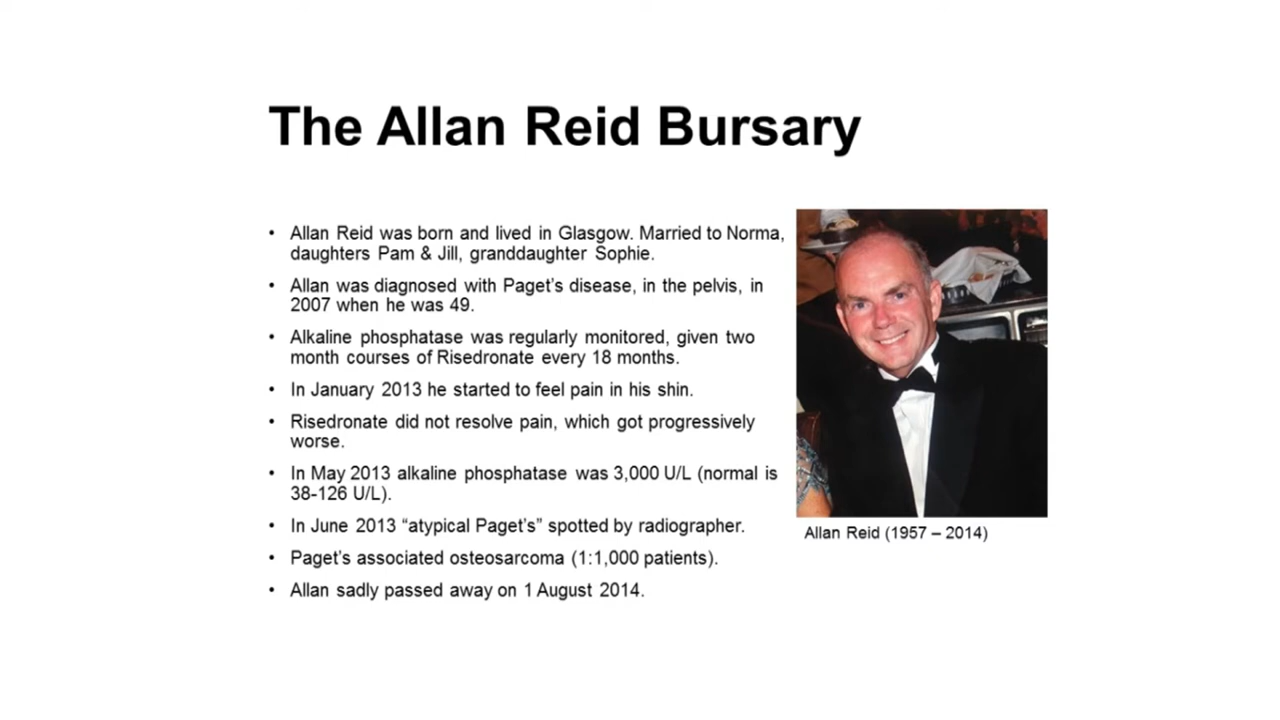 The Allan Reid Bursary
• Allan Reid was born and lived in Glasgow. Married to Norma,
daughters Pam & Jill, granddaughter Sophie.
• Allan was diagnosed with Paget’s disease, in the pelvis, in
2007 when he was 49.
• Alkaline phosphatase was regularly monitored, given two
month courses of Risedronate every 18 months.
• In January 2013 he started to feel pain in his shin.
• Risedronate did not resolve pain, which got progressively
worse.
• In May 2013 alkaline phosphatase was 3,000 U/L (normal is
38-126 U/L).
• In June 2013 “atypical Paget’s” spotted by radiographer.
• Paget’s associated osteosarcoma (1:1,000 patients).
• Allan sadly passed away on 1 August 2014.
Allan Reid (1957 – 2014)